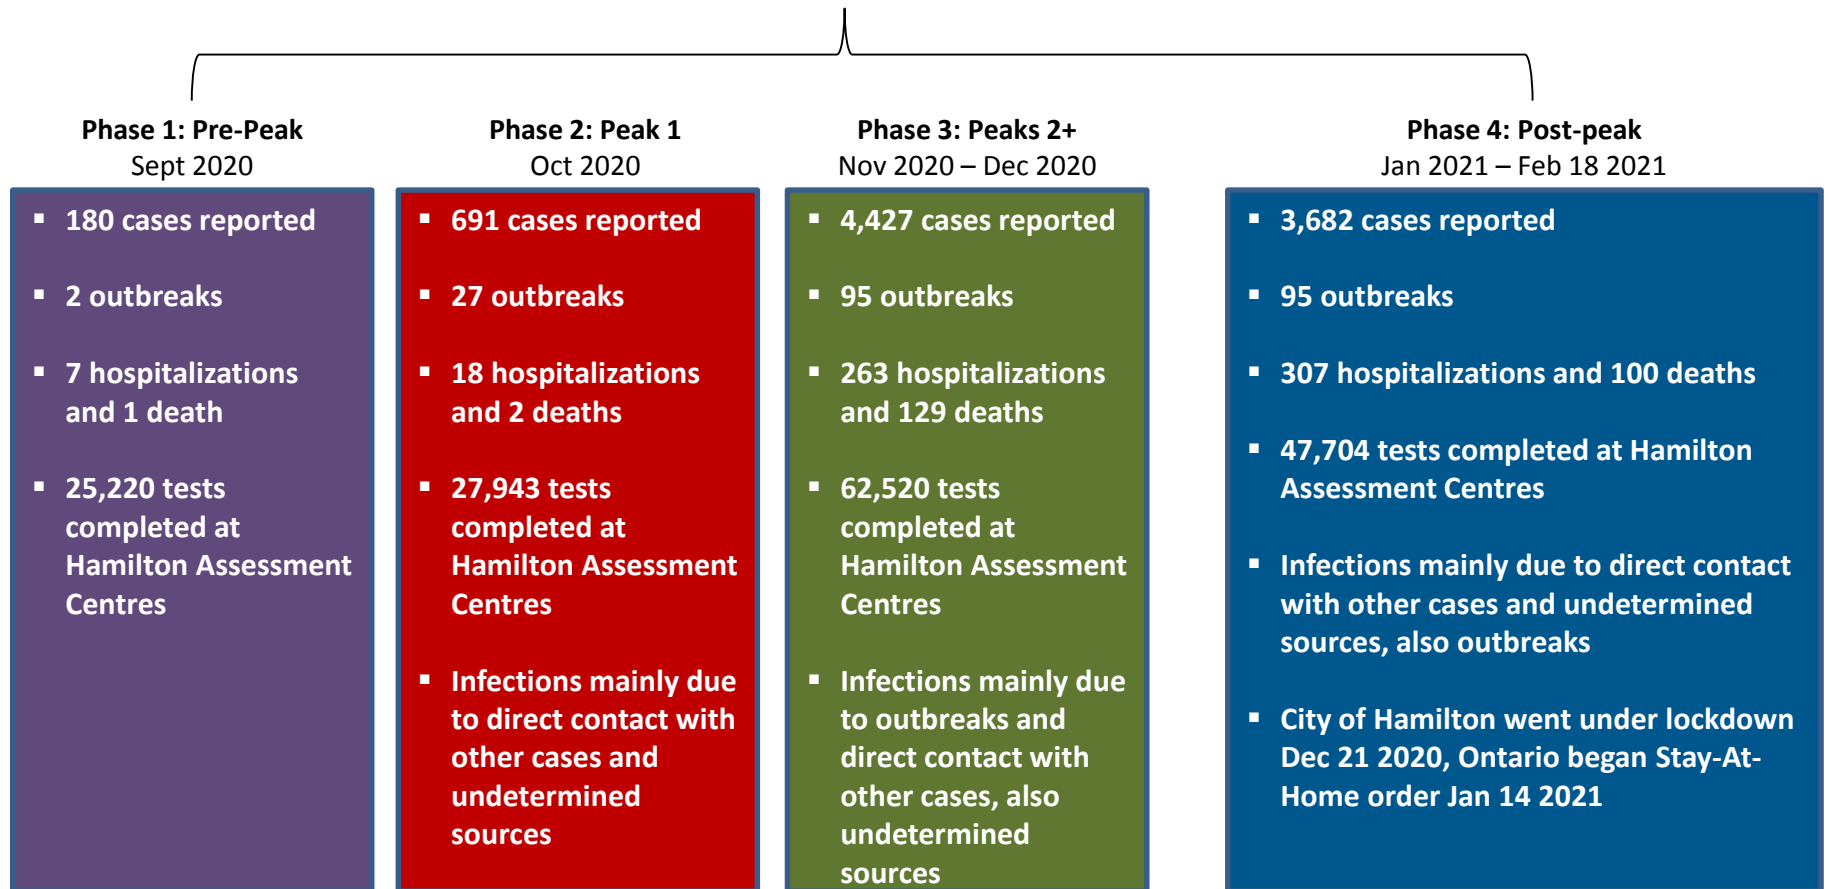 Phase 1: Pre-Peak
Sept 2020
▪ 180 cases reported
▪ 2 outbreaks
▪ 7 hospitalizations
and 1 death
▪ 25,220 tests
completed at
Hamilton Assessment
Centres
Phase 2: Peak 1
Oct 2020
▪ 691 cases reported
▪ 27 outbreaks
▪ 18 hospitalizations
and 2 deaths
▪ 27,943 tests
completed at
Hamilton Assessment
Centres
▪ Infections mainly due
to direct contact with
other cases and
undetermined
sources
Phase 3: Peaks 2+
Nov 2020 – Dec 2020
▪ 4,427 cases reported
▪ 95 outbreaks
▪ 263 hospitalizations
and 129 deaths
▪ 62,520 tests
completed at
Hamilton Assessment
Centres
▪ Infections mainly due
to outbreaks and
direct contact with
other cases, also
undetermined
sources
Phase 4: Post-peak
Jan 2021 – Feb 18 2021
▪ 3,682 cases reported
▪ 95 outbreaks
▪ 307 hospitalizations and 100 deaths
▪ 47,704 tests completed at Hamilton
Assessment Centres
▪ Infections mainly due to direct contact
with other cases and undetermined
sources, also outbreaks
▪ City of Hamilton went under lockdown
Dec 21 2020, Ontario began Stay-At-
Home order Jan 14 2021